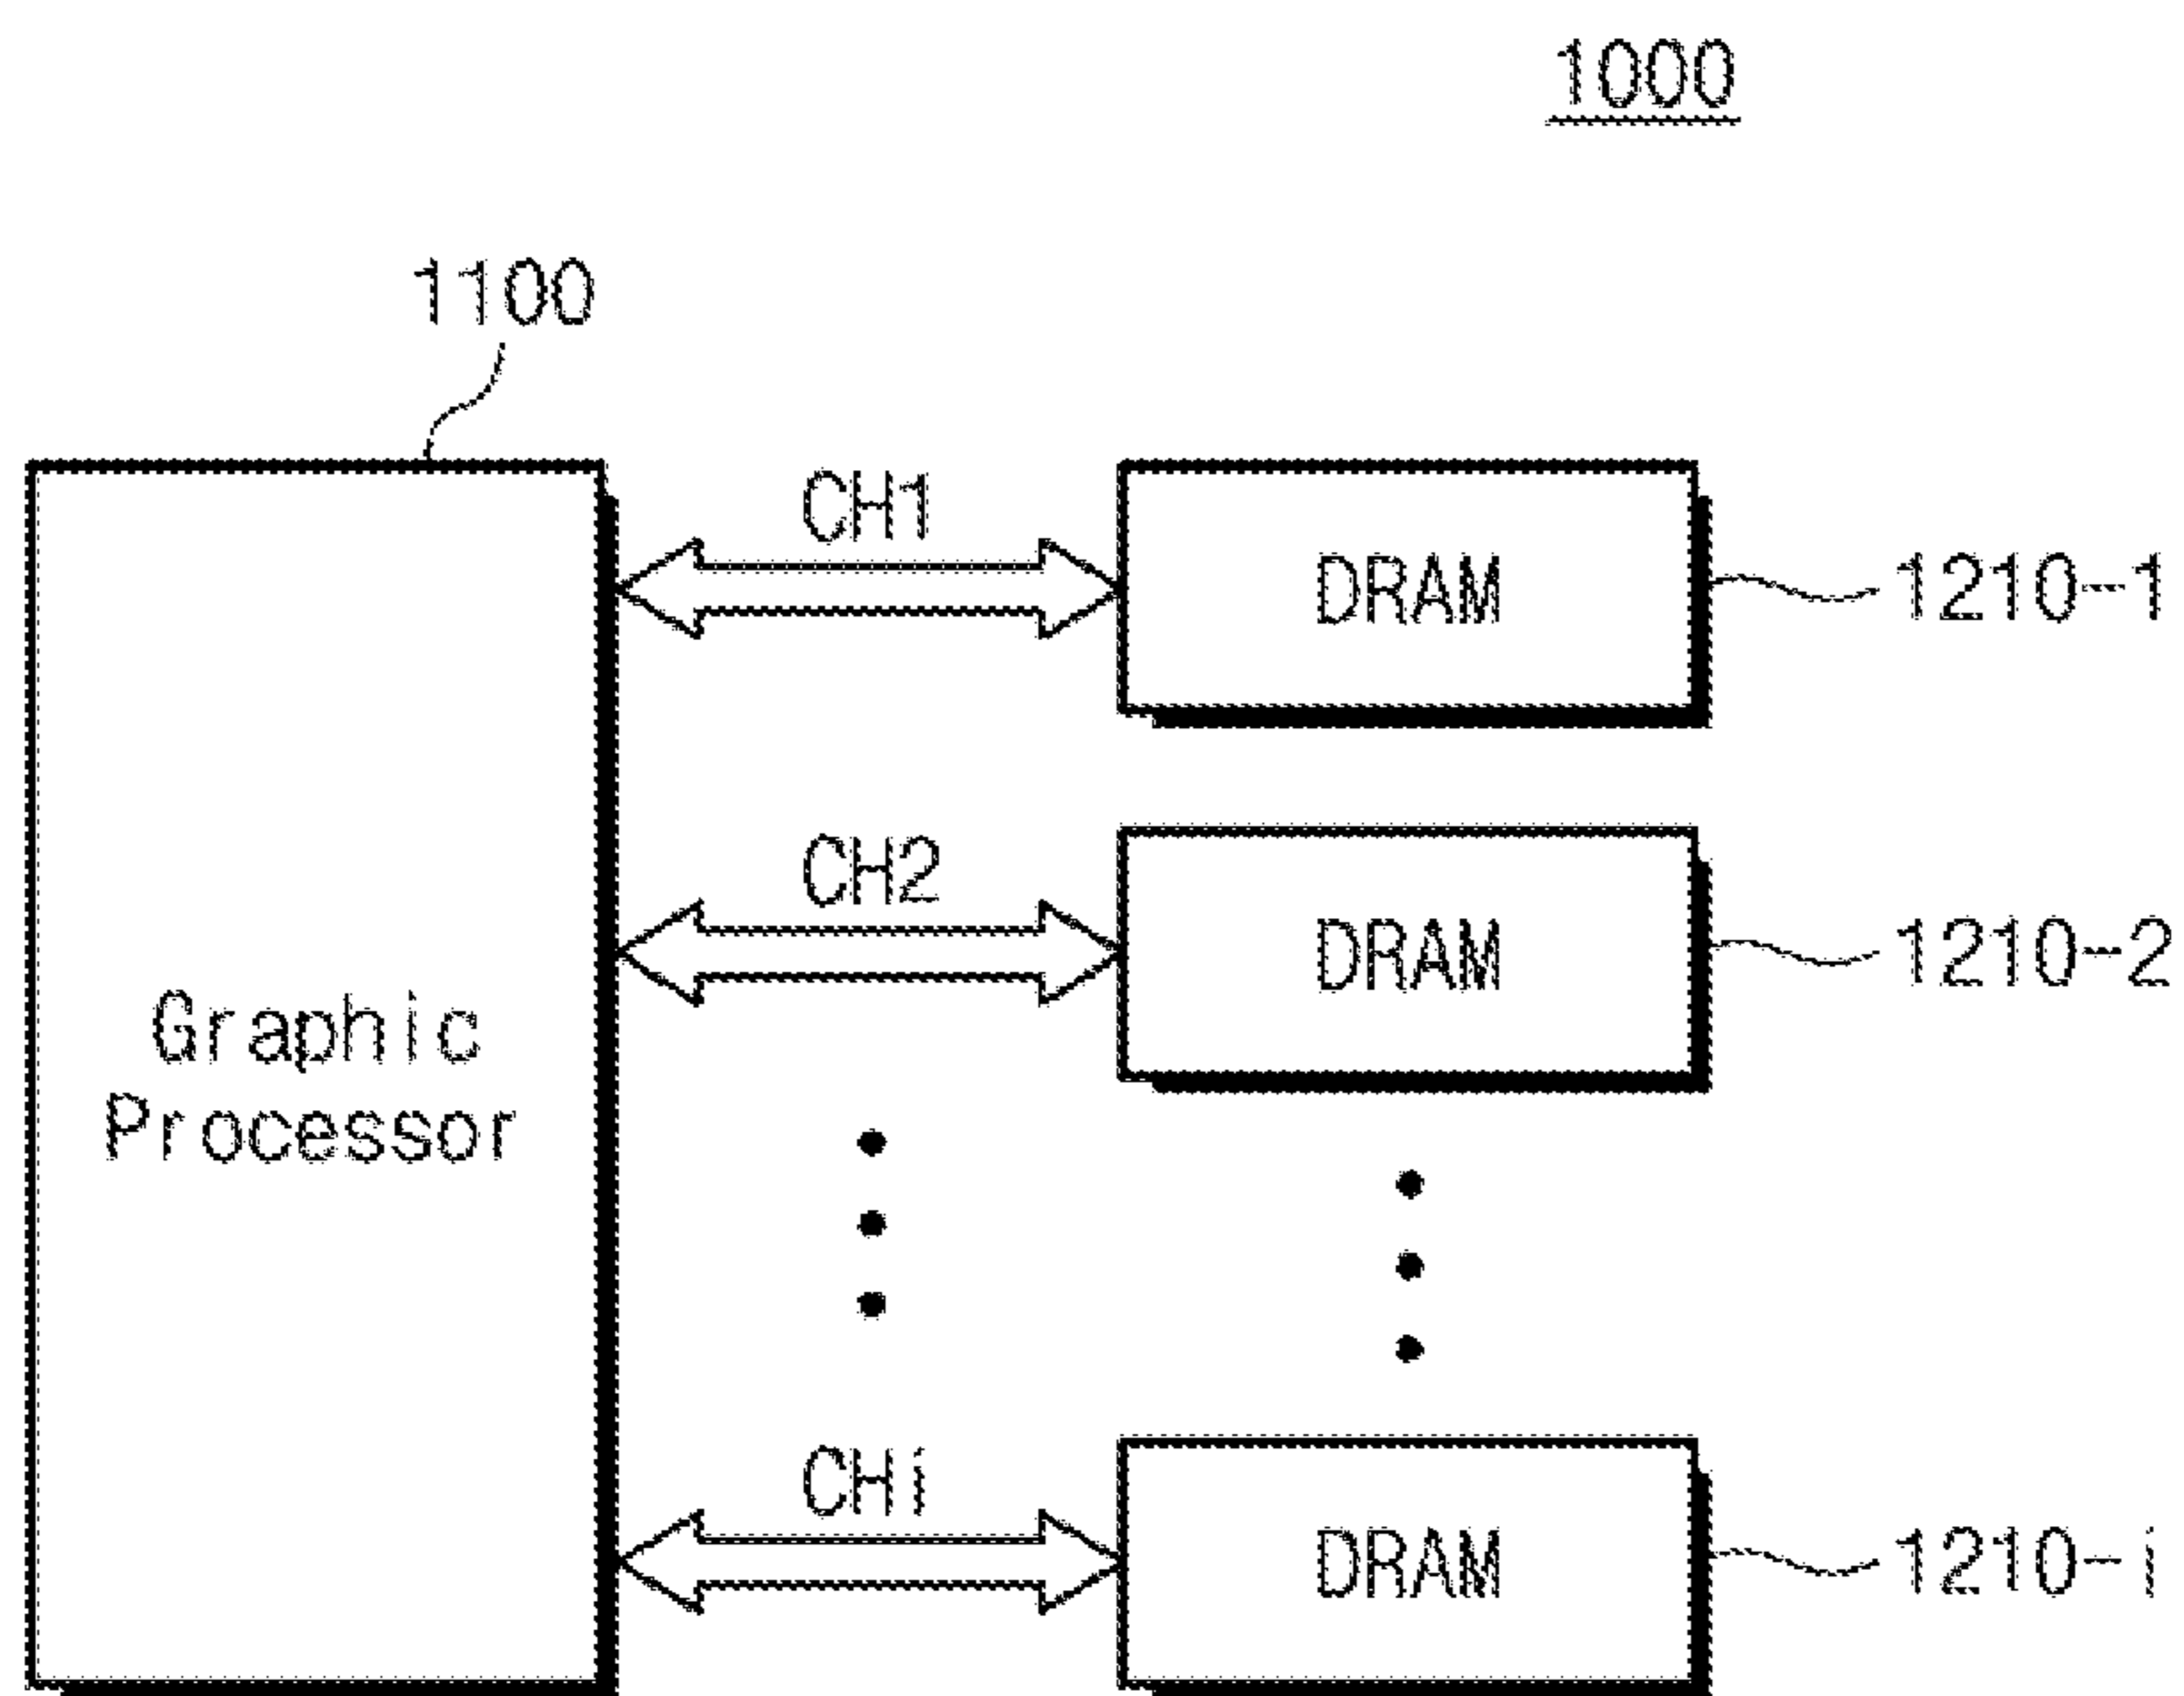 1000
1100
CH1
DRAM
1210-1
CH2
DRAM
1210-2
Graphic
Processor
CHi
DRAM
1210-i